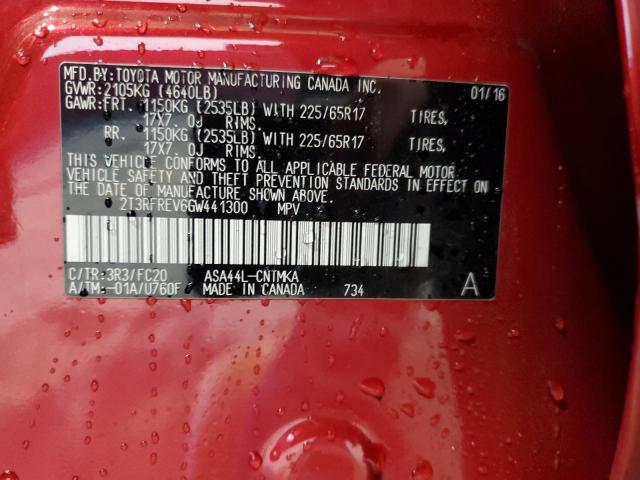 MFD.BY:TOYOTA MOTOR MANUFACTURING CANADA INC. 01/16
GVWR:2105KG (4640LB)
GAWR:FRT. 1150KG (2535LB) WITH 225/65R17 TIRES,
17X7.0J RIMS.
RR. 1150KG (2535LB) WITH 225/65R17 TIRES,
17X7.0J RIMS.
THIS VEHICLE CONFORMS TO ALL APPLICABLE FEDERAL MOTOR
VEHICLE SAFETY AND THEFT PREVENTION STANDARDS IN EFFECT ON
THE DATE OF MANUFACTURE SHOWN ABOVE.
2T3RFREV6GW441300 MPV
C/TR:3R3/FC20 ASA44L-CNTMKA
A/TM:-01A/U760F MADE IN CANADA 734 A